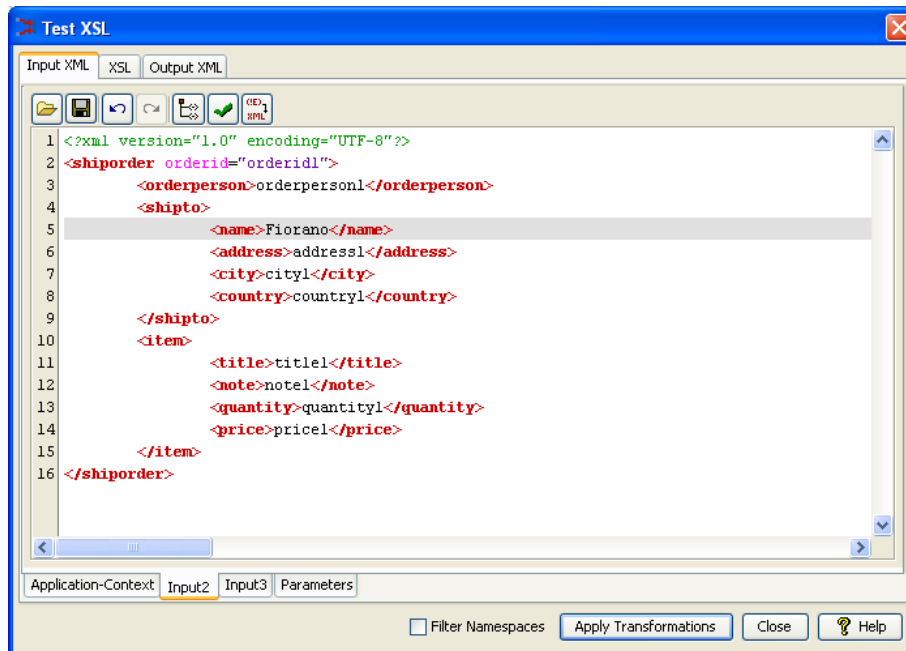 Test XSL
Input XML XSL Output XML
(!E) XML
1 <?xml version="1.0" encoding="UTF-8"?>
2 <shiporder orderid="orderid1">
3 <orderperson>orderperson1</orderperson>
4 <shipto>
5 <name>Fiorano</name>
6 <address>address1</address>
7 <city>city1</city>
8 <country>country1</country>
9 </shipto>
10 <item>
11 <title>title1</title>
12 <note>note1</note>
13 <quantity>quantity1</quantity>
14 <price>price1</price>
15 </item>
16 </shiporder>
Application-Context Input2 Input3 Parameters
Filter Namespaces Apply Transformations Close Help